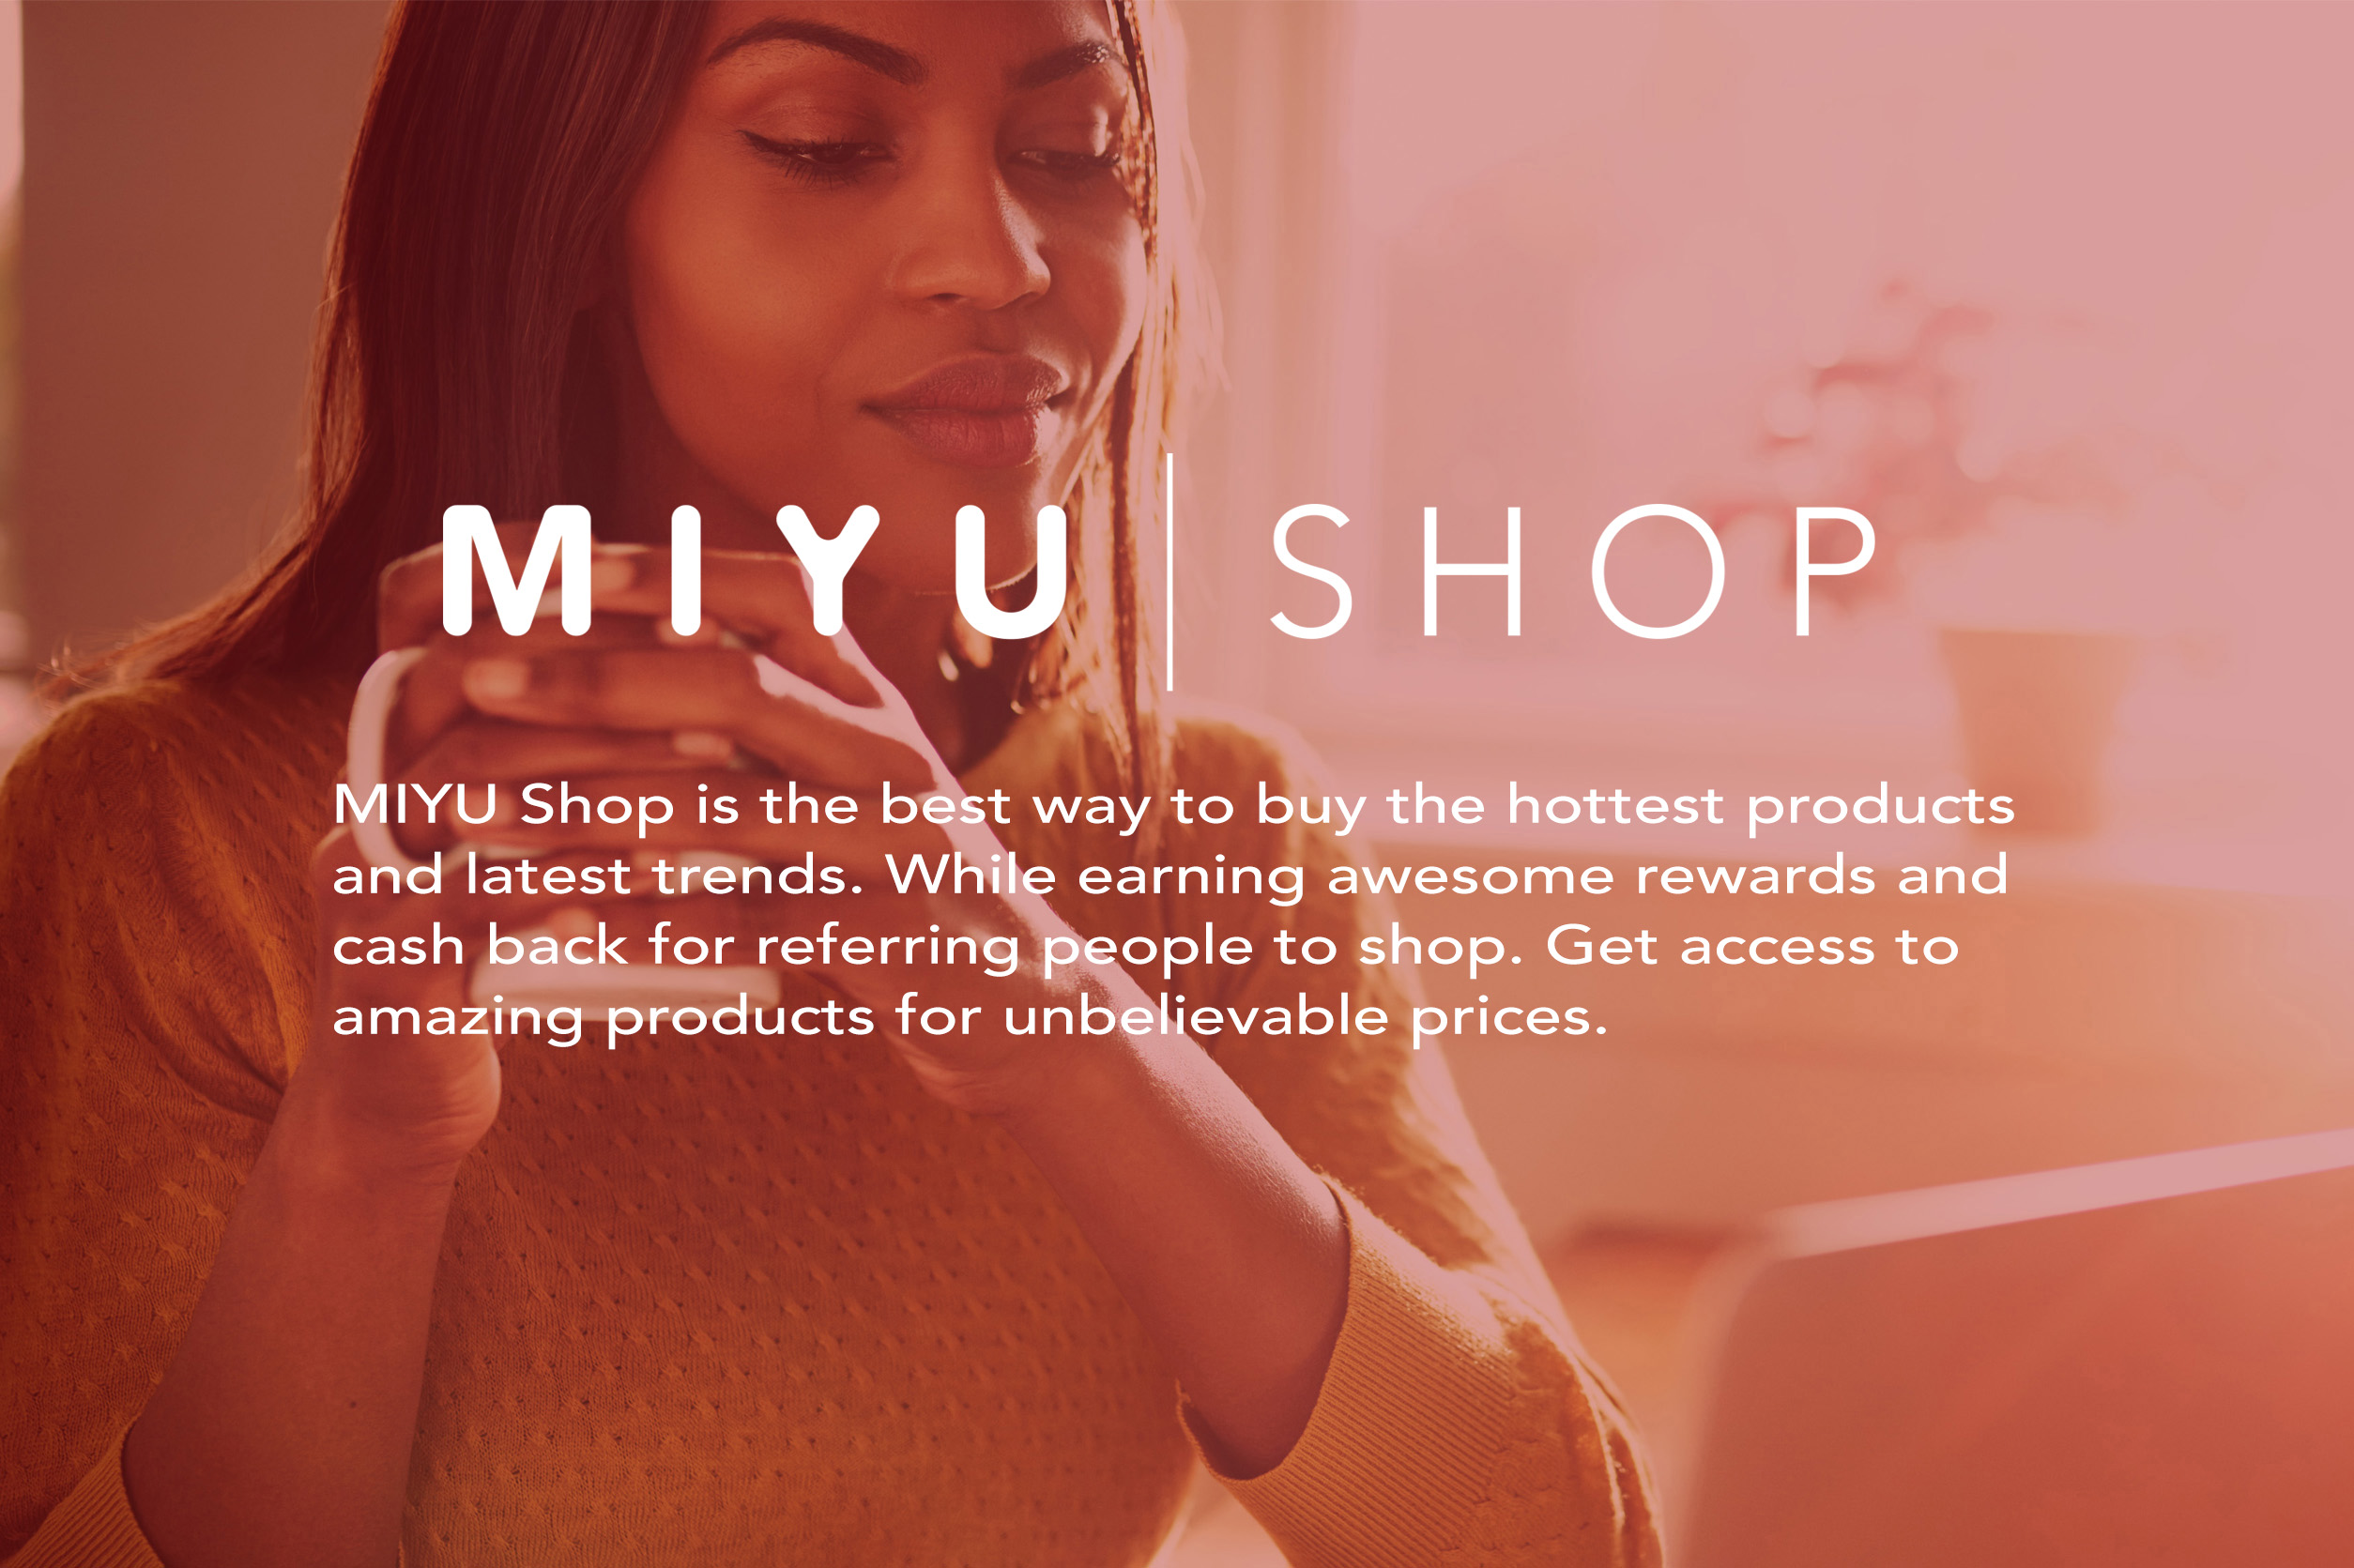 MIYU | SHOP
MIYU Shop is the best way to buy the hottest products
and latest trends. While earning awesome rewards and
cash back for referring people to shop. Get access to
amazing products for unbelievable prices.